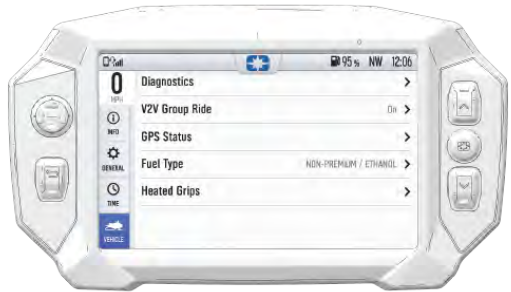 95 % NW 12:06
0
MPH
Diagnostics
V2V Group Ride On
INFO
GPS Status
GENERAL
Fuel Type NON-PREMIUM / ETHANOL
TIME
Heated Grips
VEHICLE